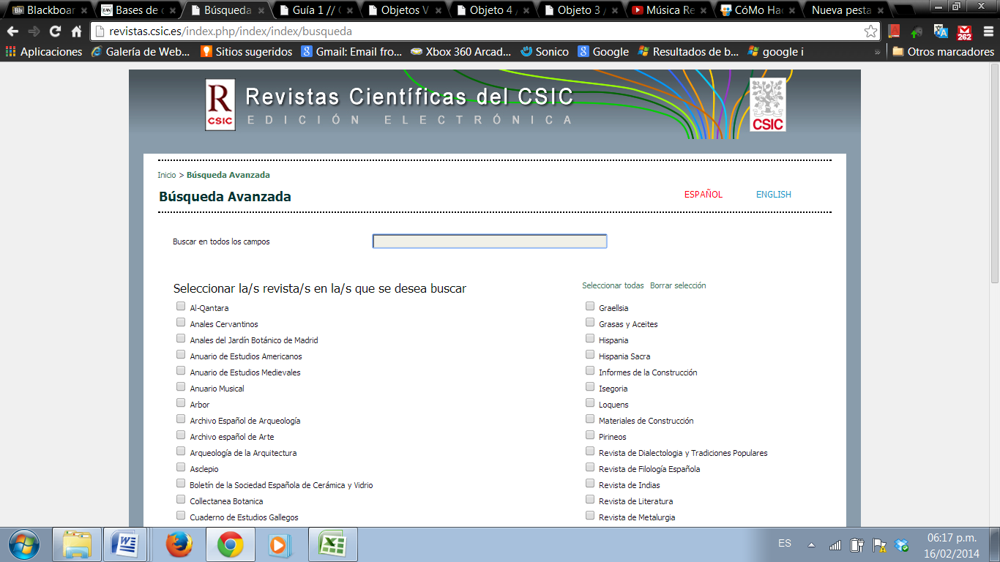 Blackboar
Bases de
Búsqueda
Guía 1 //
Objetos V
Objeto 4 /
Objeto 3 /
Música Re
CóMo Ha
Nueva pesta
revistas.csic.es/index.php/index/index/busqueda
262
Aplicaciones
Galería de Web...
Sitios sugeridos
Gmail: Email fro...
Xbox 360 Arcad...
Sonico
Google
Resultados de b...
google i
»
Otros marcadores
R
CSIC
Revistas Científicas del CSIC
EDICIÓN ELECTRÓNICA
CSIC
Inicio > Búsqueda Avanzada
Búsqueda Avanzada
ESPAÑOL
ENGLISH
Buscar en todos los campos
Seleccionar la/s revista/s en la/s que se desea buscar
Seleccionar todas
Borrar selección
Al-Qantara
Anales Cervantinos
Anales del Jardín Botánico de Madrid
Anuario de Estudios Americanos
Anuario de Estudios Medievales
Anuario Musical
Arbor
Archivo Español de Arqueología
Archivo español de Arte
Arqueología de la Arquitectura
Asclepio
Boletín de la Sociedad Española de Cerámica y Vidrio
Collectanea Botanica
Cuaderno de Estudios Gallegos
Graellsia
Grasas y Aceites
Hispania
Hispania Sacra
Informes de la Construcción
Isegoria
Loquens
Materiales de Construcción
Pirineos
Revista de Dialectologia y Tradiciones Populares
Revista de Filología Española
Revista de Indias
Revista de Literatura
Revista de Metalurgia
ES
06:17 p.m.
16/02/2014